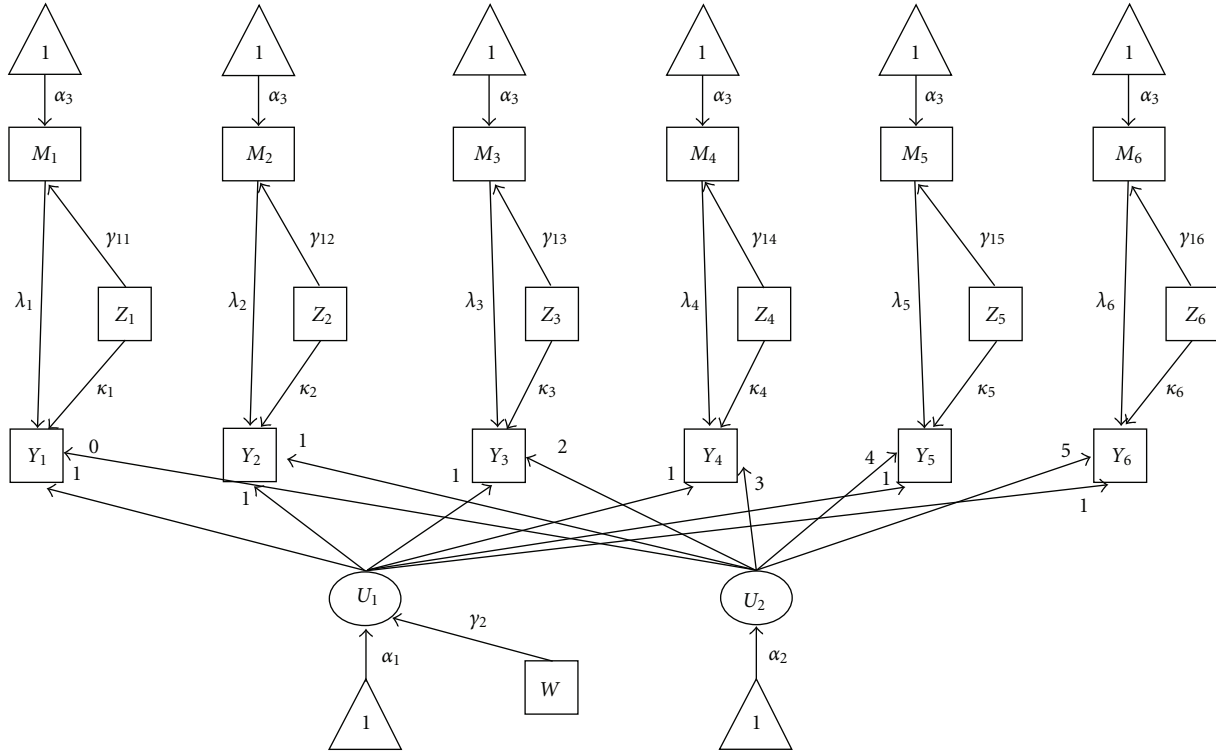 1 1 1 1 1 1
α₃ α₃ α₃ α₃ α₃ α₃
M₁ M₂ M₃ M₄ M₅ M₆
γ₁₁ γ₁₂ γ₁₃ γ₁₄ γ₁₅ γ₁₆
λ₁ Z₁ λ₂ Z₂ λ₃ Z₃ λ₄ Z₄ λ₅ Z₅ λ₆ Z₆
κ₁ κ₂ κ₃ κ₄ κ₅ κ₆
Y₁ 0 Y₂ 1 Y₃ 2 Y₄ 4 Y₅ 5 Y₆
1 1 1 1 3 1 1
U₁ U₂
γ₂
α₁ α₂
W
1 1